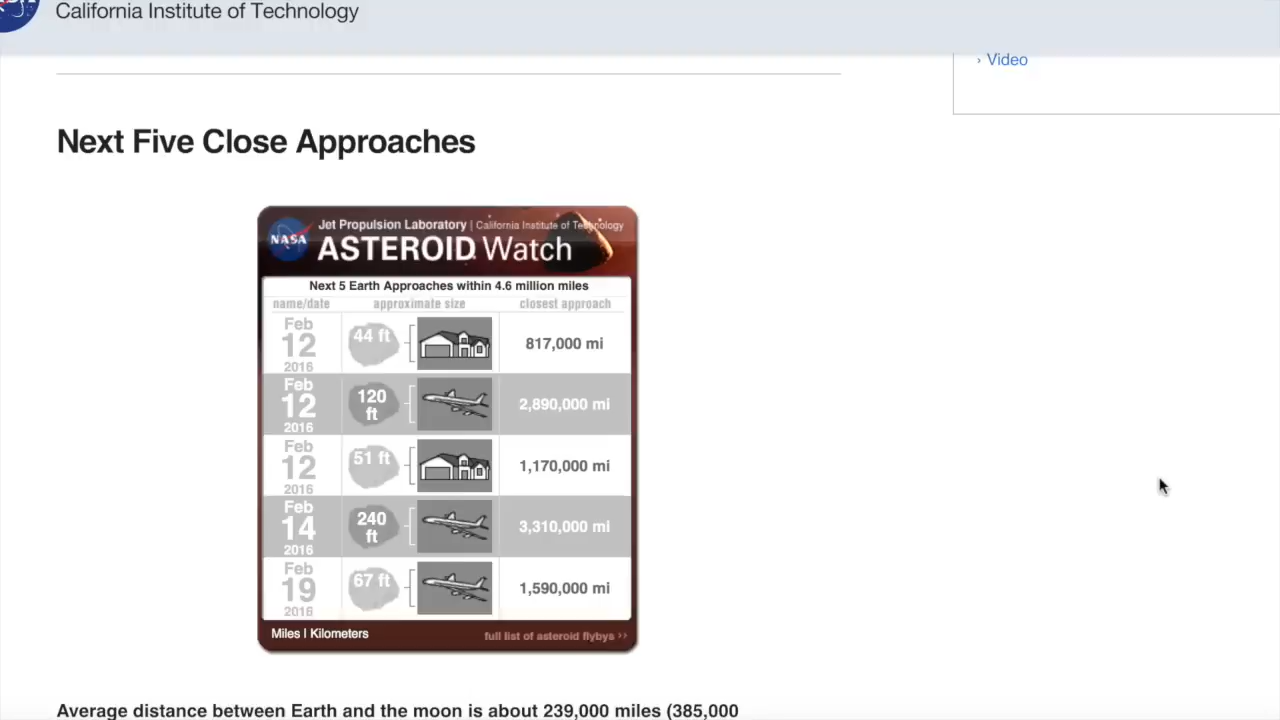 California Institute of Technology
› Video
Next Five Close Approaches
NASA
Jet Propulsion Laboratory | California Institute of Technology
ASTEROID Watch
Next 5 Earth Approaches within 4.6 million miles
name/date approximate size closest approach
Feb 12 2016 44 ft 817,000 mi
Feb 12 2016 120 ft 2,890,000 mi
Feb 12 2016 51 ft 1,170,000 mi
Feb 14 2016 240 ft 3,310,000 mi
Feb 19 2016 67 ft 1,590,000 mi
Miles | Kilometers full list of asteroid flybys ››
Average distance between Earth and the moon is about 239,000 miles (385,000